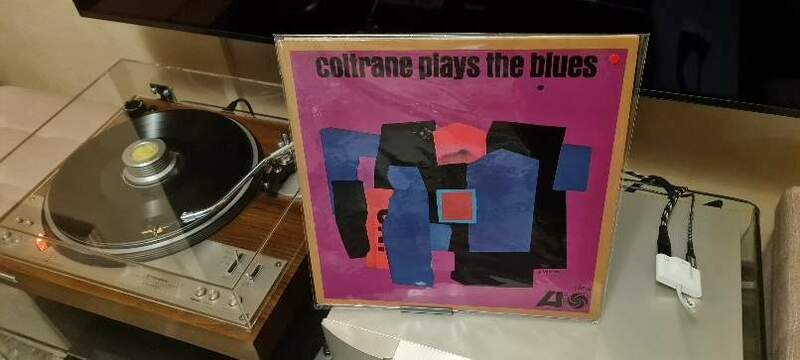 coltrane plays the blues